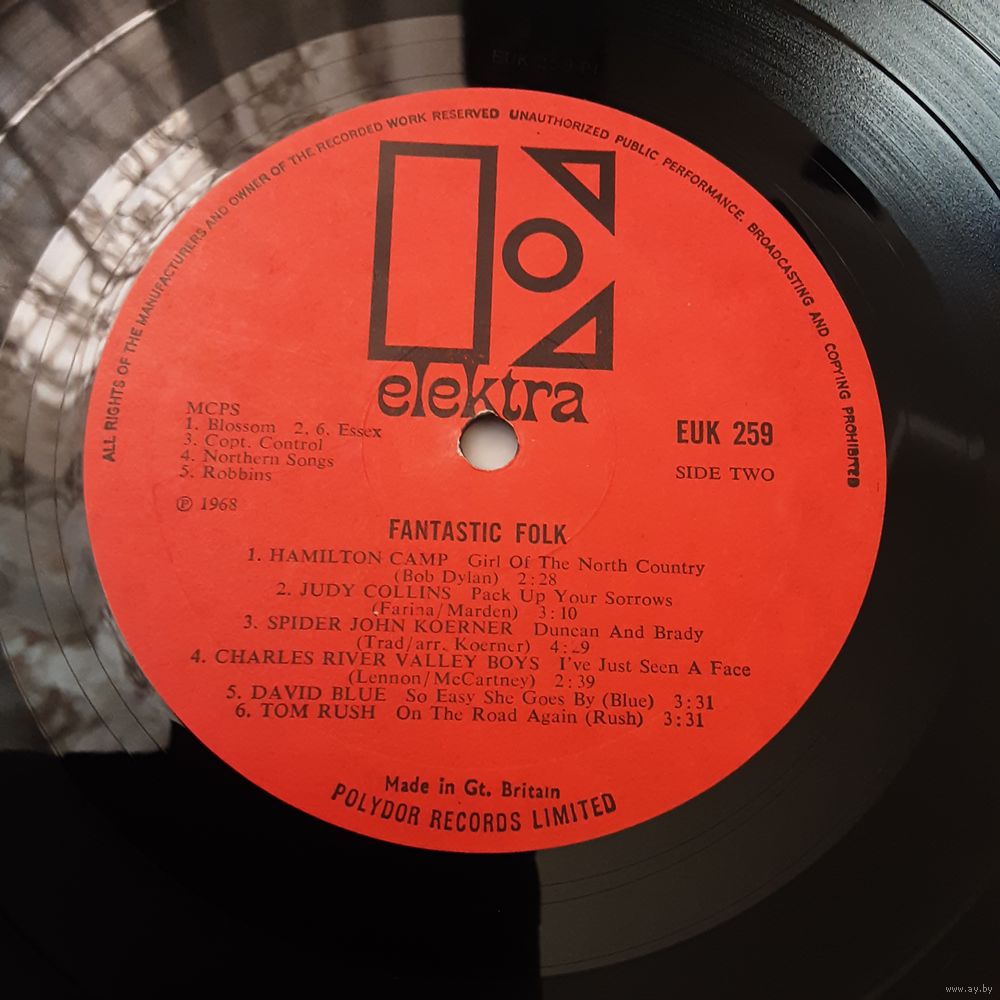 ALL RIGHTS OF THE MANUFACTURERS AND OWNER OF THE RECORDED WORK RESERVED UNAUTHORIZED PUBLIC PERFORMANCE. BROADCASTING AND COPYING PROHIBITED
elektra
MCPS
1. Blossom 2. 6. Essex
3. Copt. Control
4. Northern Songs
5. Robbins
Ⓟ 1968
EUK 259
SIDE TWO
FANTASTIC FOLK
1. HAMILTON CAMP Girl Of The North Country
(Bob Dylan) 2:28
2. JUDY COLLINS Pack Up Your Sorrows
(Farina/Marden) 3:10
3. SPIDER JOHN KOERNER Duncan And Brady
(Trad/arr. Koerner)
4. CHARLES RIVER VALLEY BOYS I've Just Seen A Face
(Lennon/McCartney) 2:39
5. DAVID BLUE So Easy She Goes By (Blue) 3:31
6. TOM RUSH On The Road Again (Rush) 3:31
Made in Gt. Britain
POLYDOR RECORDS LIMITED
www.ay.by